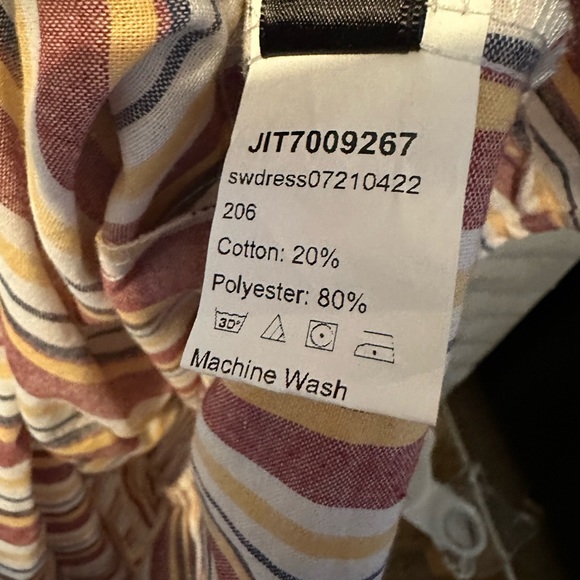 JIT7009267
swdress07210422
206
Cotton: 20%
Polyester: 80%
30°
Machine Wash